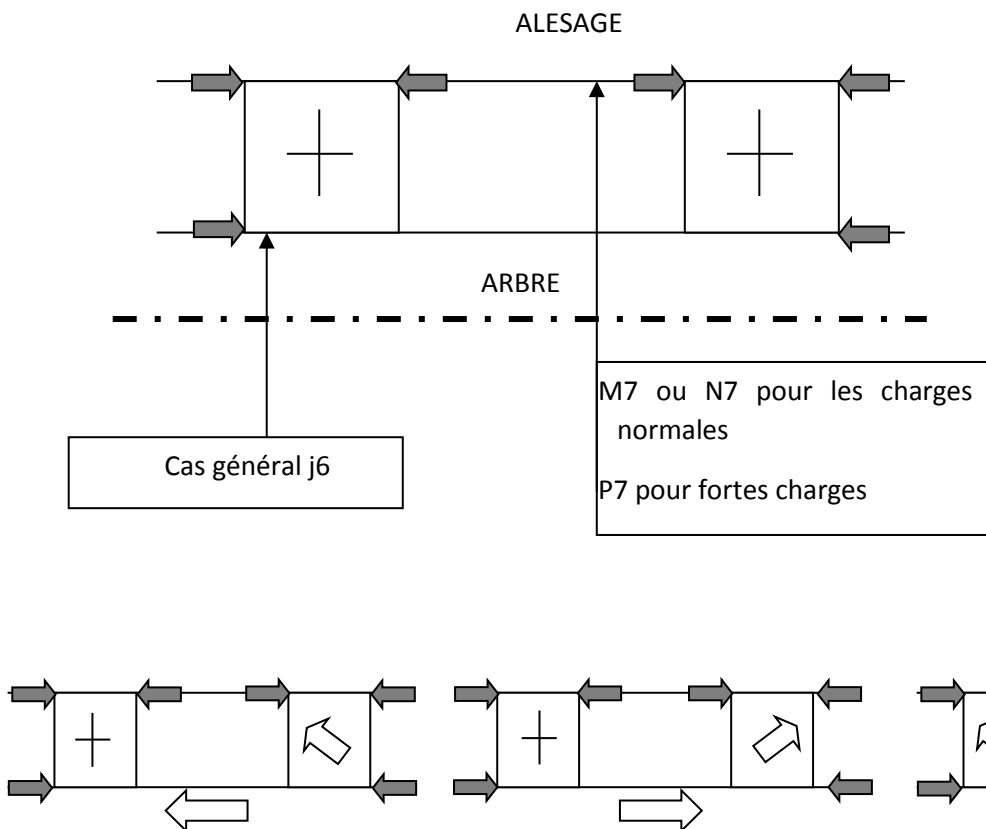 ALESAGE
ARBRE
M7 ou N7 pour les charges
normales
P7 pour fortes charges
Cas général j6